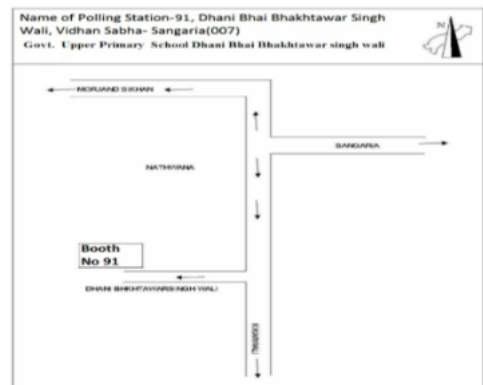 Name of Polling Station-91, Dhani Bhai Bhakhtawar Singh
Wali, Vidhan Sabha- Sangaria(007)
Govt. Upper Primary School Dhani Bhai Bhakhtawar singh wali
N
MORJAND SIKHAN
SANGARIA
NATHWANA
Booth
No 91
DHANI BHKHTAWARSINGH WALI